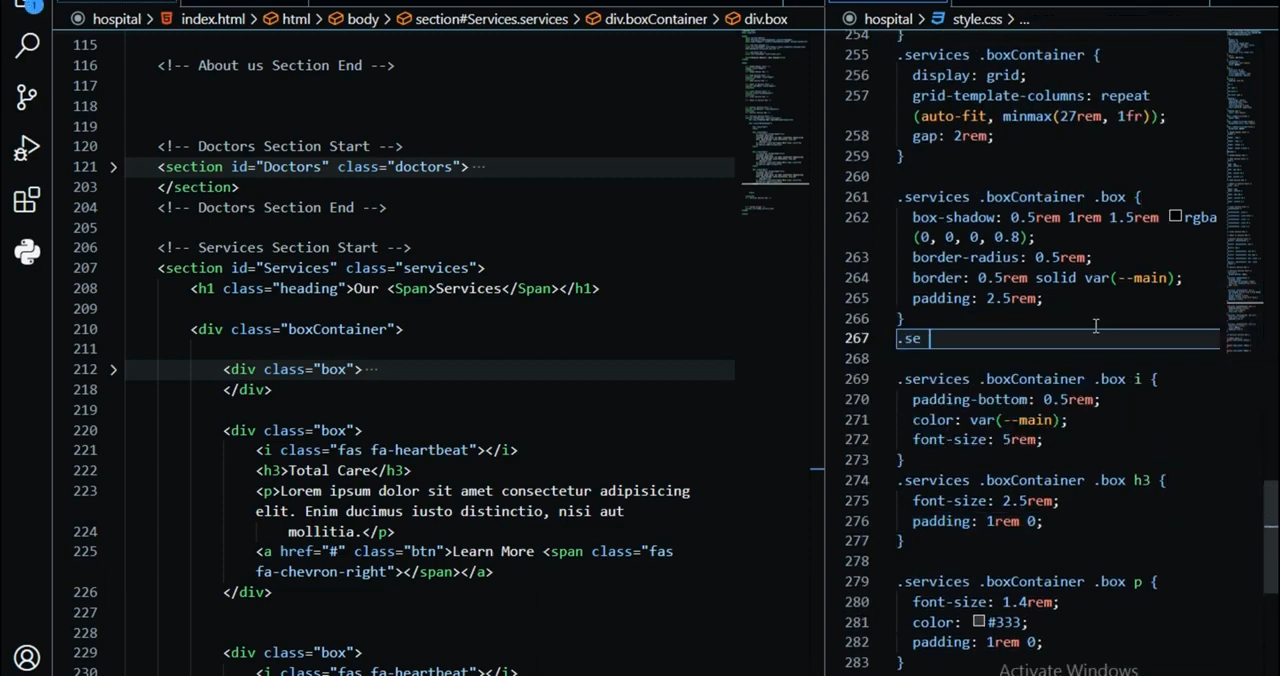 1
hospital > index.html > html > body > section#Services.services > div.boxContainer > div.box
115
116 <!-- About us Section End -->
117
118
119
120 <!-- Doctors Section Start -->
121 <section id="Doctors" class="doctors"> ...
203 </section>
204 <!-- Doctors Section End -->
205
206 <!-- Services Section Start -->
207 <section id="Services" class="services">
208 <h1 class="heading">Our <Span>Services</Span></h1>
209
210 <div class="boxContainer">
211
212 <div class="box"> ...
218 </div>
219
220 <div class="box">
221 <i class="fas fa-heartbeat"></i>
222 <h3>Total Care</h3>
223 <p>Lorem ipsum dolor sit amet consectetur adipisicing
elit. Enim ducimus iusto distinctio, nisi aut
224 mollitia.</p>
225 <a href="#" class="btn">Learn More <span class="fas
fa-chevron-right"></span></a>
226 </div>
227
228
229 <div class="box">
230 <i class="fas fa-heartbeat"></i>
hospital > style.css > ...
254 }
255 .services .boxContainer {
256 display: grid;
257 grid-template-columns: repeat
(auto-fit, minmax(27rem, 1fr));
258 gap: 2rem;
259 }
260
261 .services .boxContainer .box {
262 box-shadow: 0.5rem 1rem 1.5rem rgba
(0, 0, 0, 0.8);
263 border-radius: 0.5rem;
264 border: 0.5rem solid var(--main);
265 padding: 2.5rem;
266 }
267 .se
268
269 .services .boxContainer .box i {
270 padding-bottom: 0.5rem;
271 color: var(--main);
272 font-size: 5rem;
273 }
274 .services .boxContainer .box h3 {
275 font-size: 2.5rem;
276 padding: 1rem 0;
277 }
278
279 .services .boxContainer .box p {
280 font-size: 1.4rem;
281 color: #333;
282 padding: 1rem 0;
283 }
Activate Windows